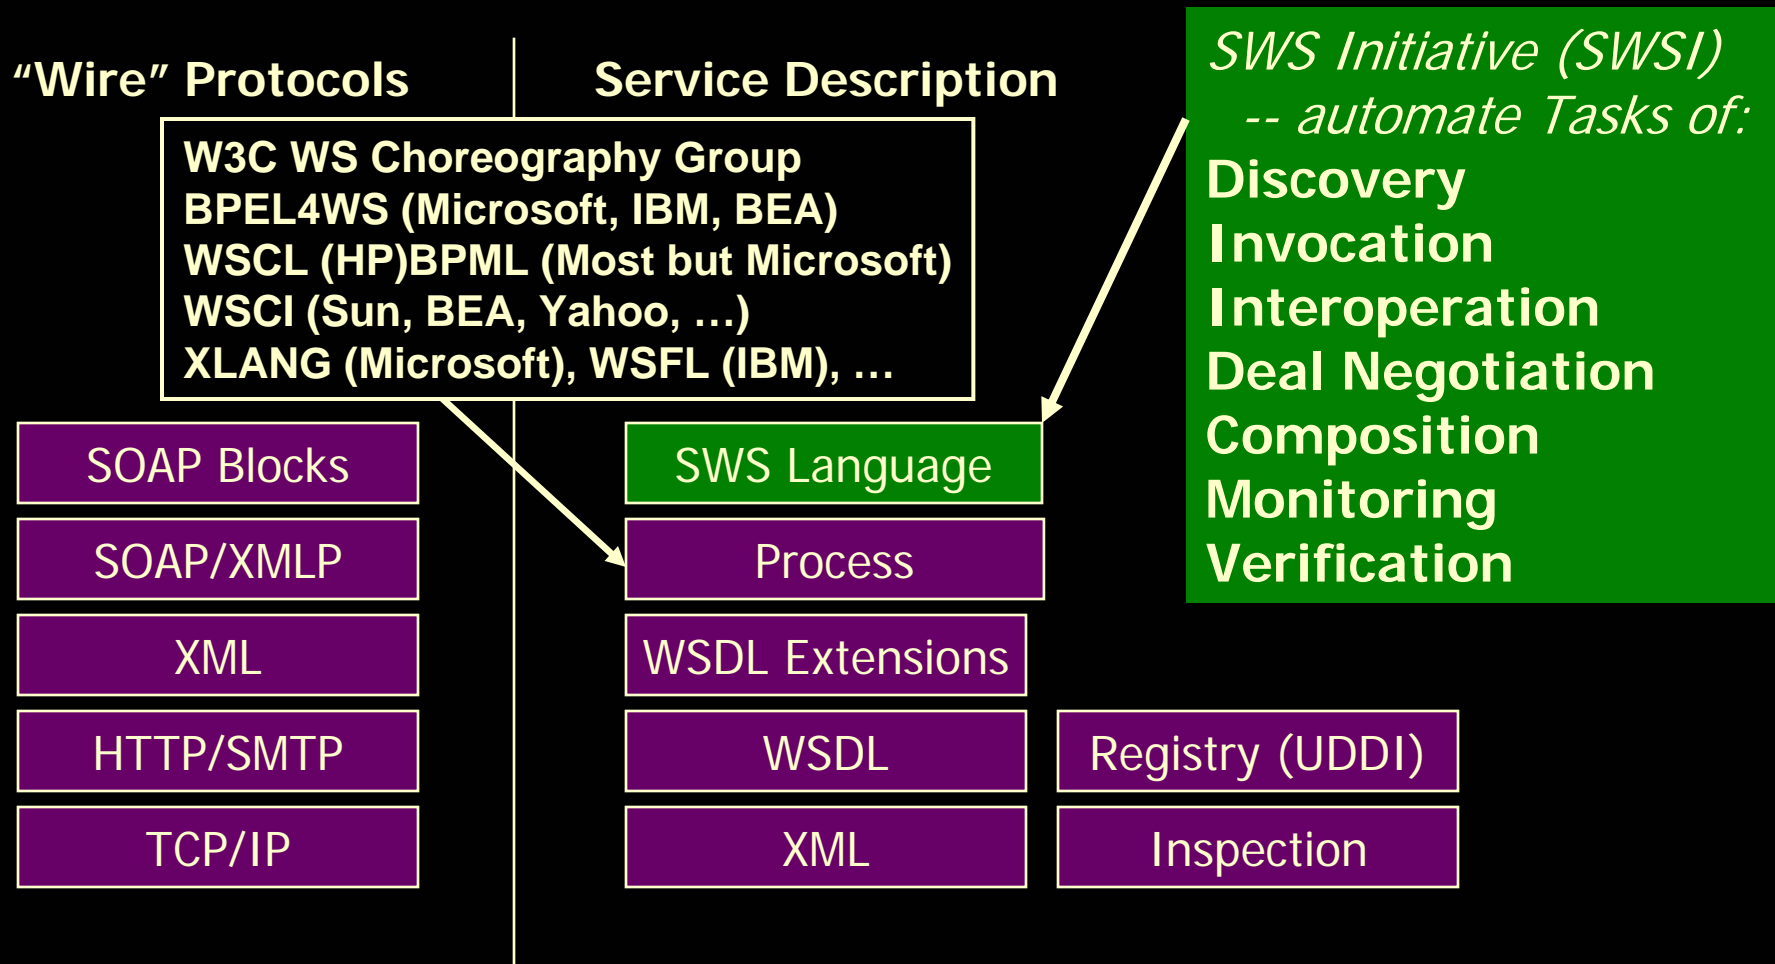 “Wire” Protocols
Service Description
W3C WS Choreography Group
BPEL4WS (Microsoft, IBM, BEA)
WSCL (HP)BPML (Most but Microsoft)
WSCI (Sun, BEA, Yahoo, …)
XLANG (Microsoft), WSFL (IBM), …
SOAP Blocks
SOAP/XMLP
XML
HTTP/SMTP
TCP/IP
SWS Language
Process
WSDL Extensions
WSDL
XML
Registry (UDDI)
Inspection
SWS Initiative (SWSI)
-- automate Tasks of:
Discovery
Invocation
Interoperation
Deal Negotiation
Composition
Monitoring
Verification